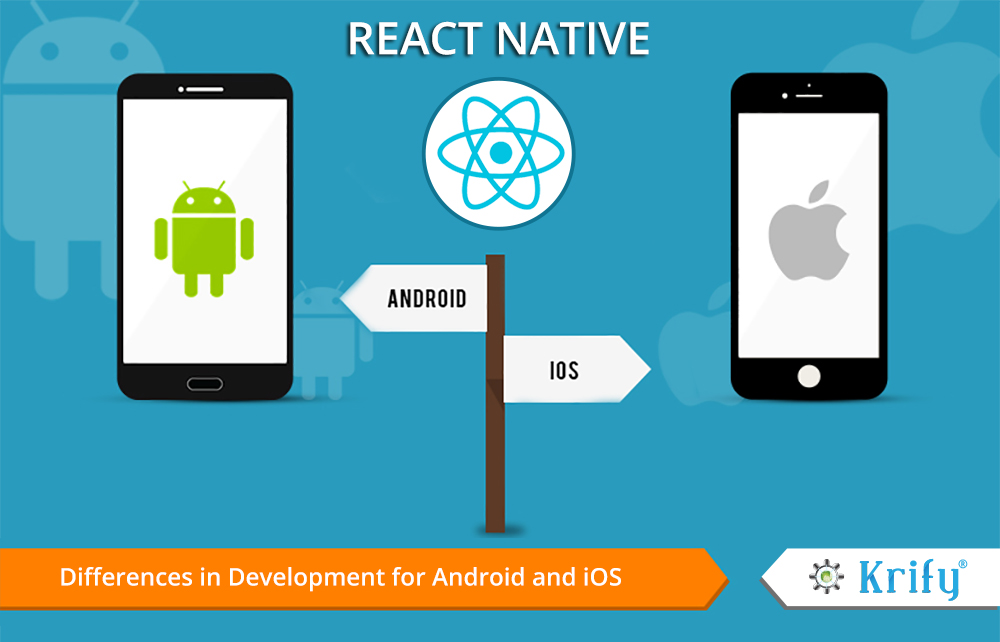 REACT NATIVE
ANDROID
IOS
Differences in Development for Android and iOS
Krify®